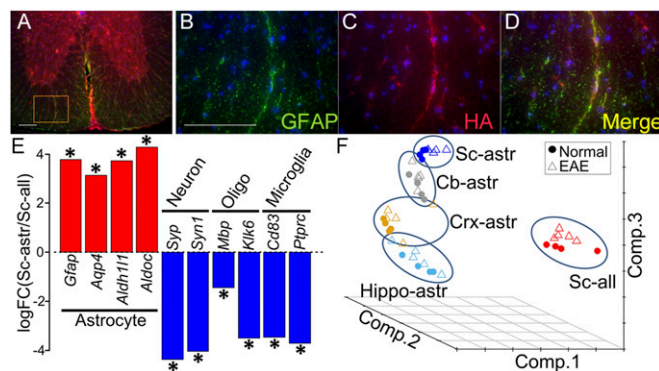 A
B
C
D
GFAP
HA
Merge
E
logFC(Sc-astr/Sc-all)
+4
+2
0
-2
-4
* * * *
Gfap
Aqp4
Aldh1l1
Aldoc
Astrocyte
Neuron
Oligo
Microglia
Syp
Syn1
Mbp
Klk6
Cd83
Ptprc
* * * * * *
F
Sc-astr
Cb-astr
Crx-astr
Hippo-astr
Sc-all
Normal
EAE
Comp.1
Comp.2
Comp.3